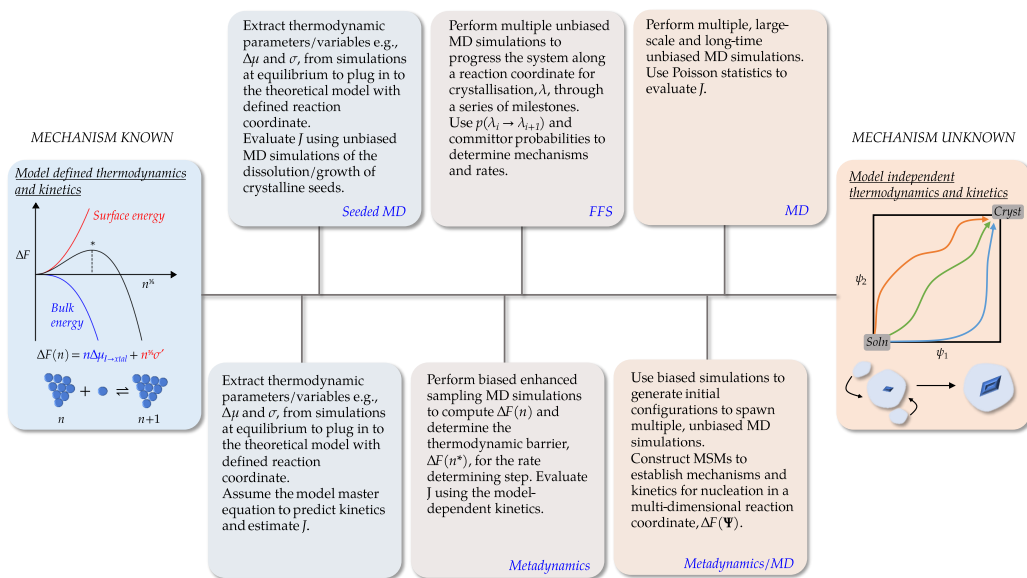 MECHANISM KNOWN
Model defined thermodynamics
and kinetics
Surface energy
*
ΔF
n⅔
Bulk
energy
ΔF(n) = nΔμl→xtal + n⅔σ′
+
⇌
n
n+1
Extract thermodynamic
parameters/variables e.g.,
Δμ and σ, from simulations
at equilibrium to plug in to
the theoretical model with
defined reaction
coordinate.
Evaluate J using unbiased
MD simulations of the
dissolution/growth of
crystalline seeds.
Seeded MD
Perform multiple unbiased
MD simulations to
progress the system along
a reaction coordinate for
crystallisation, λ, through
a series of milestones.
Use p(λi → λi+1) and
committor probabilities to
determine mechanisms
and rates.
FFS
Perform multiple, large-
scale and long-time
unbiased MD simulations.
Use Poisson statistics to
evaluate J.
MD
Extract thermodynamic
parameters/variables e.g.,
Δμ and σ, from simulations
at equilibrium to plug in to
the theoretical model with
defined reaction
coordinate.
Assume the model master
equation to predict kinetics
and estimate J.
Perform biased enhanced
sampling MD simulations
to compute ΔF(n) and
determine the
thermodynamic barrier,
ΔF(n*), for the rate
determining step. Evaluate
J using the model-
dependent kinetics.
Metadynamics
Use biased simulations to
generate initial
configurations to spawn
multiple, unbiased MD
simulations.
Construct MSMs to
establish mechanisms and
kinetics for nucleation in a
multi-dimensional reaction
coordinate, ΔF(Ψ).
Metadynamics/MD
MECHANISM UNKNOWN
Model independent
thermodynamics and kinetics
Cryst
ψ2
Soln
ψ1